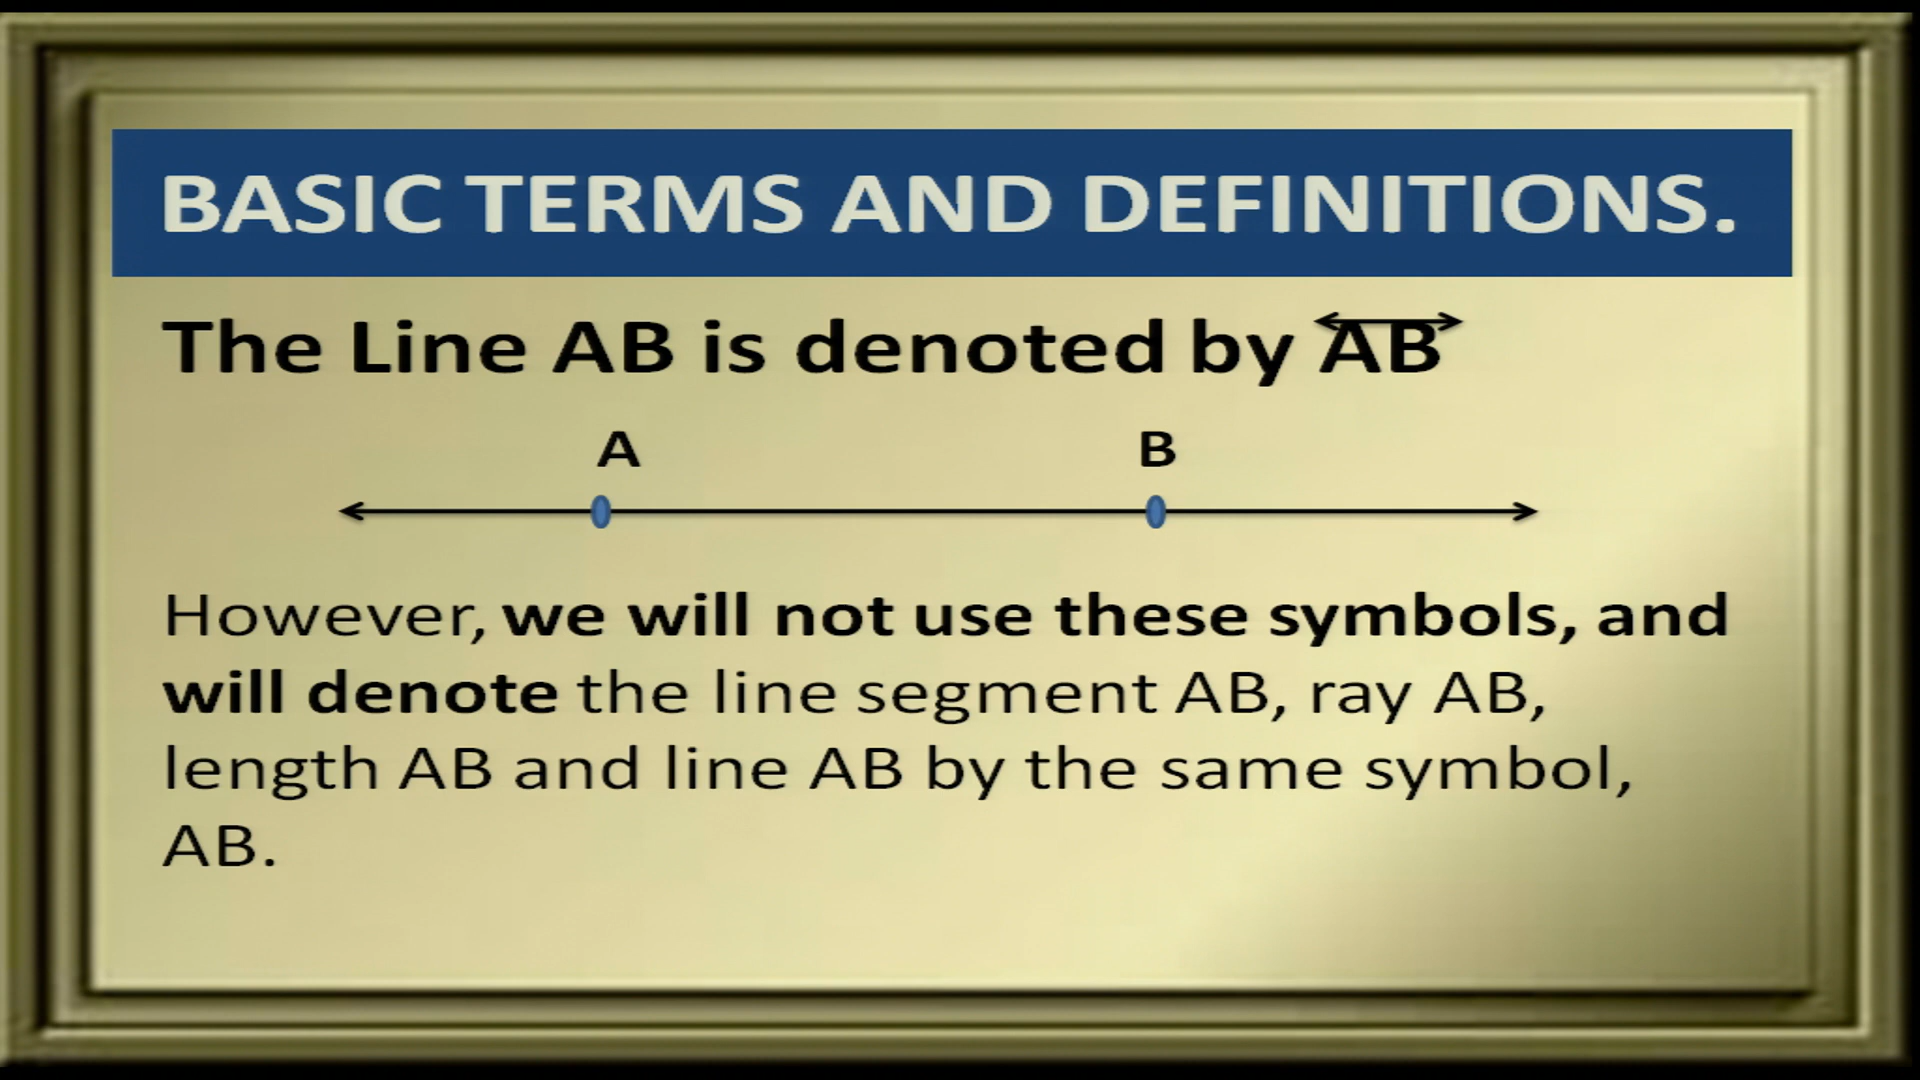 BASIC TERMS AND DEFINITIONS.
The Line AB is denoted by AB
A B
However, we will not use these symbols, and
will denote the line segment AB, ray AB,
length AB and line AB by the same symbol,
AB.